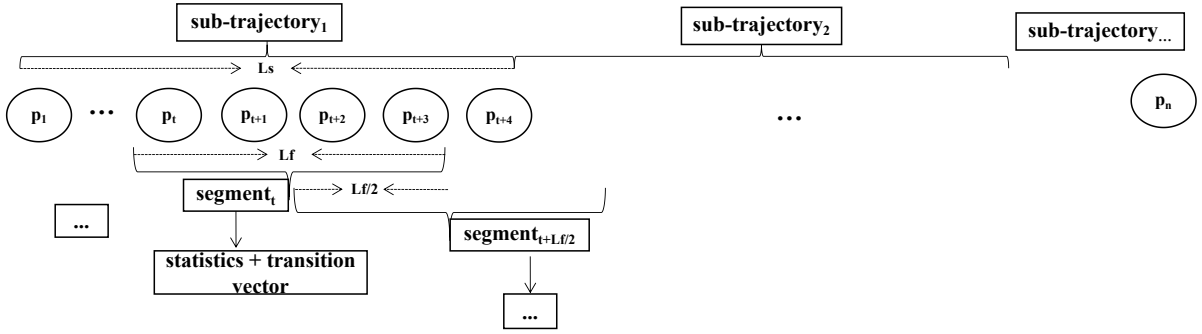 sub-trajectory₁
sub-trajectory₂
sub-trajectory...
Ls
p₁ ... pₜ pₜ₊₁ pₜ₊₂ pₜ₊₃ pₜ₊₄ ... pₙ
Lf
segmentₜ
Lf/2
...
segmentₜ₊Lf/2
statistics + transition
vector
...